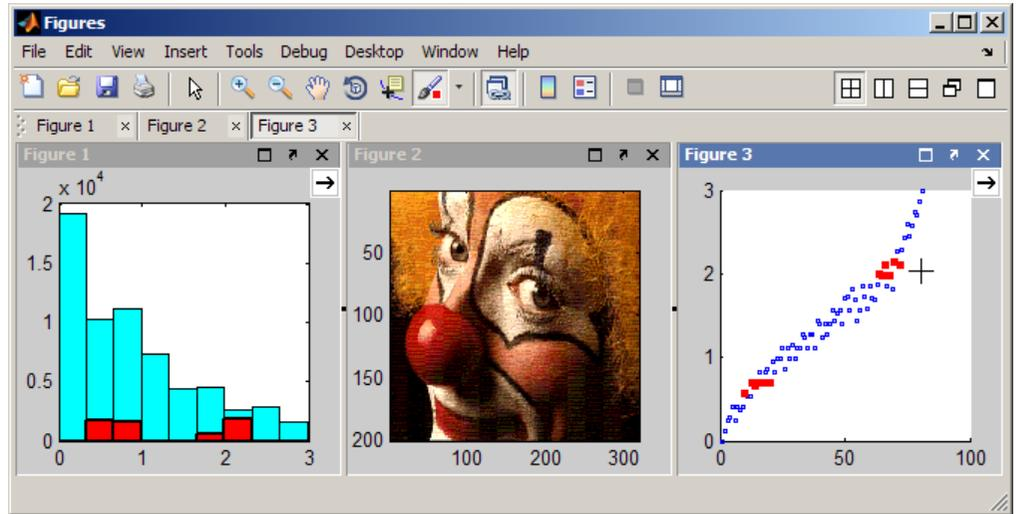 Figures
File Edit View Insert Tools Debug Desktop Window Help
Figure 1 Figure 2 Figure 3
Figure 1
x 10^4
2
1.5
1
0.5
0
0 1 2 3
Figure 2
50
100
150
200
100 200 300
Figure 3
3
2
1
0
0 50 100